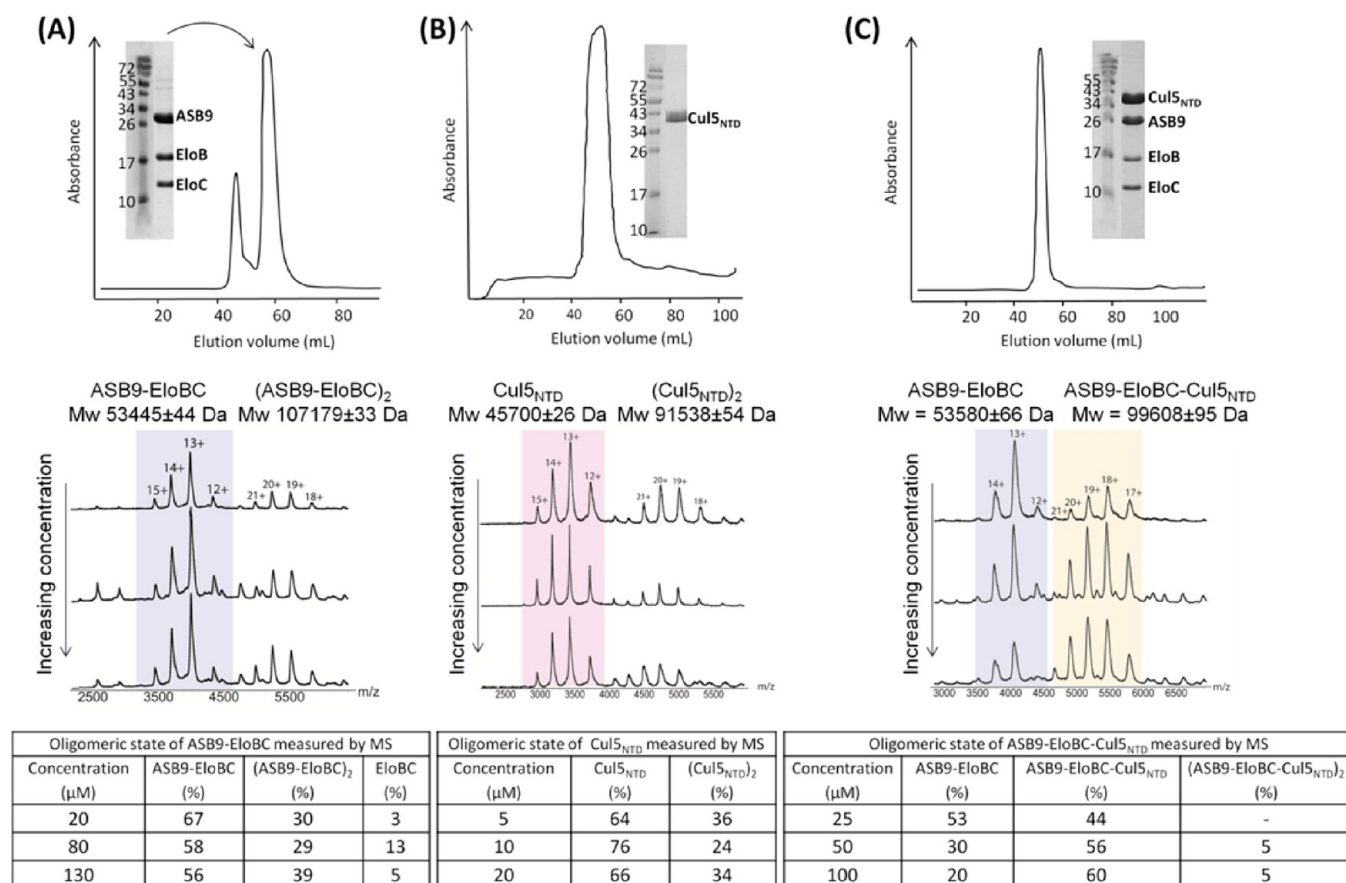 (A)
Absorbance
72
55
43
34
26
17
10
ASB9
EloB
EloC
20 40 60 80
Elution volume (mL)
(B)
Absorbance
72
55
43
34
26
17
10
Cul5NTD
20 40 60 80 100
Elution volume (mL)
(C)
Absorbance
55
43
34
26
17
10
Cul5NTD
ASB9
EloB
EloC
20 40 60 80 100
Elution volume (mL)
ASB9-EloBC
Mw 53445±44 Da
(ASB9-EloBC)2
Mw 107179±33 Da
Increasing concentration
15+ 14+ 13+ 12+ 21+ 20+ 19+ 18+
2500 3500 4500 5500 m/z
Cul5NTD
Mw 45700±26 Da
(Cul5NTD)2
Mw 91538±54 Da
Increasing concentration
15+ 14+ 13+ 12+ 21+ 20+ 19+ 18+
2500 3000 3500 4000 4500 5000 5500 m/z
ASB9-EloBC
Mw = 53580±66 Da
ASB9-EloBC-Cul5NTD
Mw = 99608±95 Da
Increasing concentration
14+ 13+ 12+ 21+ 20+ 19+ 18+ 17+
3000 3500 4000 4500 5000 5500 6000 6500 m/z
Oligomeric state of ASB9-EloBC measured by MS
Concentration (μM) ASB9-EloBC (%) (ASB9-EloBC)2 (%) EloBC (%)
20 67 30 3
80 58 29 13
130 56 39 5
Oligomeric state of Cul5NTD measured by MS
Concentration (μM) Cul5NTD (%) (Cul5NTD)2 (%)
5 64 36
10 76 24
20 66 34
Oligomeric state of ASB9-EloBC-Cul5NTD measured by MS
Concentration (μM) ASB9-EloBC (%) ASB9-EloBC-Cul5NTD (%) (ASB9-EloBC-Cul5NTD)2 (%)
25 53 44 -
50 30 56 5
100 20 60 5